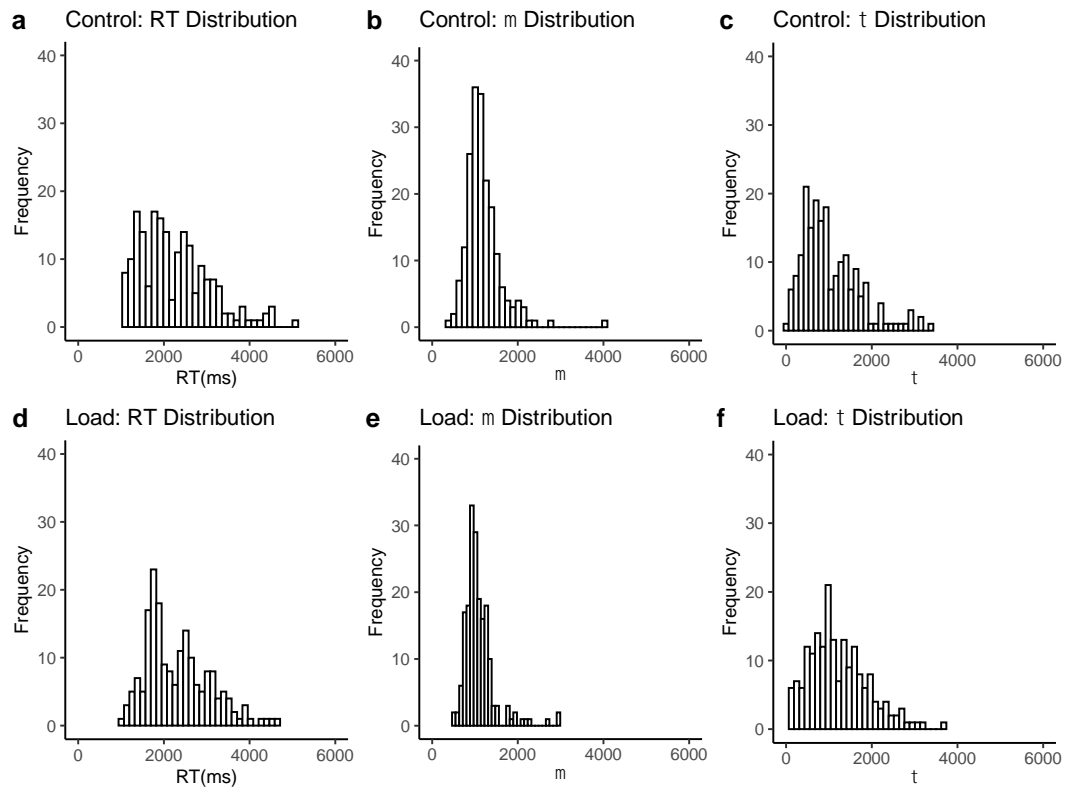 a Control: RT Distribution
40
30
20
10
0
Frequency
0 2000 4000 6000
RT(ms)
b Control: m Distribution
40
30
20
10
0
Frequency
0 2000 4000 6000
m
c Control: t Distribution
40
30
20
10
0
Frequency
0 2000 4000 6000
t
d Load: RT Distribution
40
30
20
10
0
Frequency
0 2000 4000 6000
RT(ms)
e Load: m Distribution
40
30
20
10
0
Frequency
0 2000 4000 6000
m
f Load: t Distribution
40
30
20
10
0
Frequency
0 2000 4000 6000
t